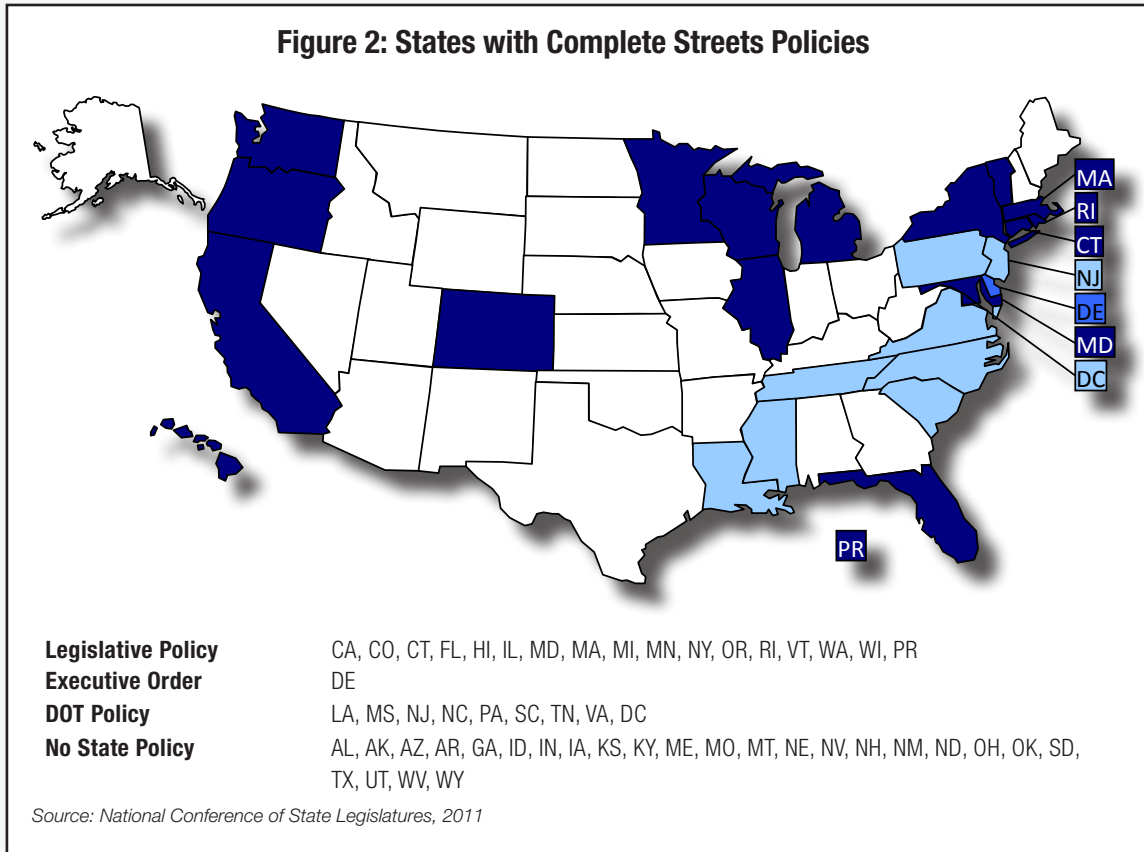 Figure 2: States with Complete Streets Policies
MA
RI
CT
NJ
DE
MD
DC
PR
Legislative Policy CA, CO, CT, FL, HI, IL, MD, MA, MI, MN, NY, OR, RI, VT, WA, WI, PR
Executive Order DE
DOT Policy LA, MS, NJ, NC, PA, SC, TN, VA, DC
No State Policy AL, AK, AZ, AR, GA, ID, IN, IA, KS, KY, ME, MO, MT, NE, NV, NH, NM, ND, OH, OK, SD,
TX, UT, WV, WY
Source: National Conference of State Legislatures, 2011